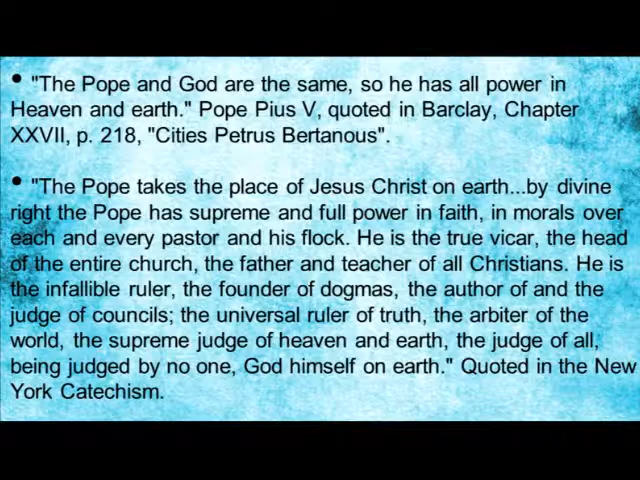 • "The Pope and God are the same, so he has all power in
Heaven and earth." Pope Pius V, quoted in Barclay, Chapter
XXVII, p. 218, "Cities Petrus Bertanous".
• "The Pope takes the place of Jesus Christ on earth...by divine
right the Pope has supreme and full power in faith, in morals over
each and every pastor and his flock. He is the true vicar, the head
of the entire church, the father and teacher of all Christians. He is
the infallible ruler, the founder of dogmas, the author of and the
judge of councils; the universal ruler of truth, the arbiter of the
world, the supreme judge of heaven and earth, the judge of all,
being judged by no one, God himself on earth." Quoted in the New
York Catechism.